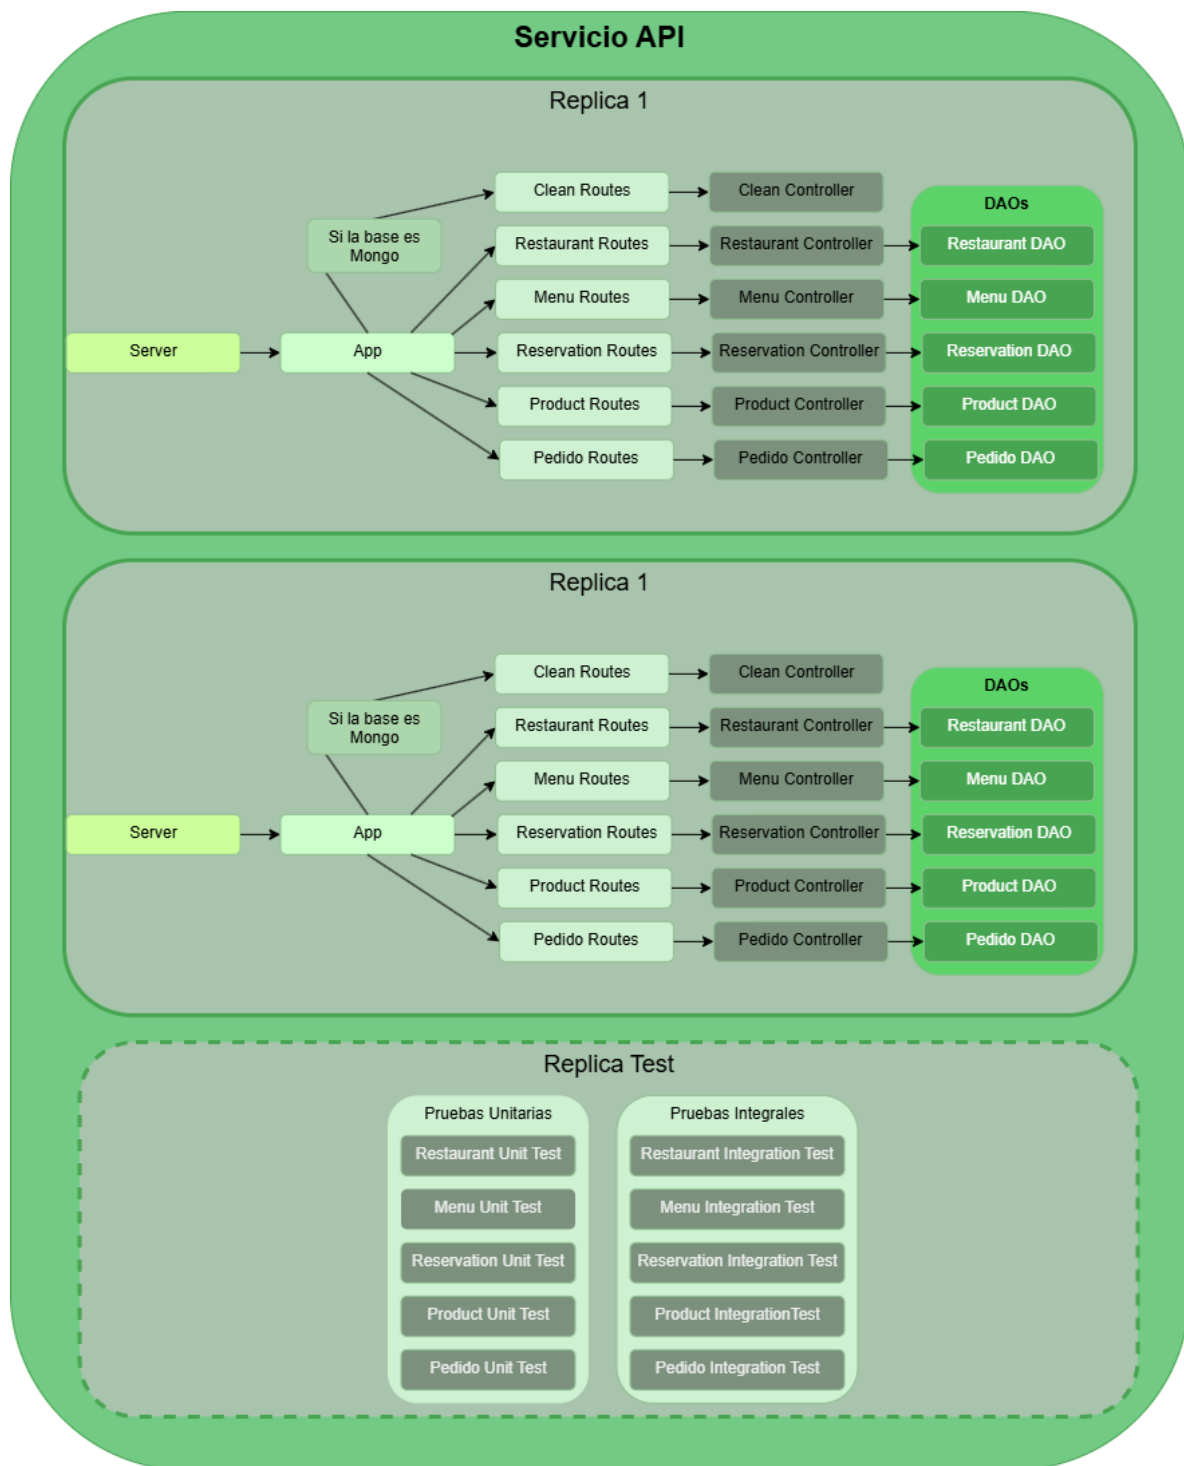 Servicio API
Replica 1
Clean Routes
Clean Controller
DAOs
Si la base es
Mongo
Restaurant Routes
Restaurant Controller
Restaurant DAO
Menu Routes
Menu Controller
Menu DAO
Server
App
Reservation Routes
Reservation Controller
Reservation DAO
Product Routes
Product Controller
Product DAO
Pedido Routes
Pedido Controller
Pedido DAO
Replica 1
Clean Routes
Clean Controller
DAOs
Si la base es
Mongo
Restaurant Routes
Restaurant Controller
Restaurant DAO
Menu Routes
Menu Controller
Menu DAO
Server
App
Reservation Routes
Reservation Controller
Reservation DAO
Product Routes
Product Controller
Product DAO
Pedido Routes
Pedido Controller
Pedido DAO
Replica Test
Pruebas Unitarias
Restaurant Unit Test
Menu Unit Test
Reservation Unit Test
Product Unit Test
Pedido Unit Test
Pruebas Integrales
Restaurant Integration Test
Menu Integration Test
Reservation Integration Test
Product IntegrationTest
Pedido Integration Test